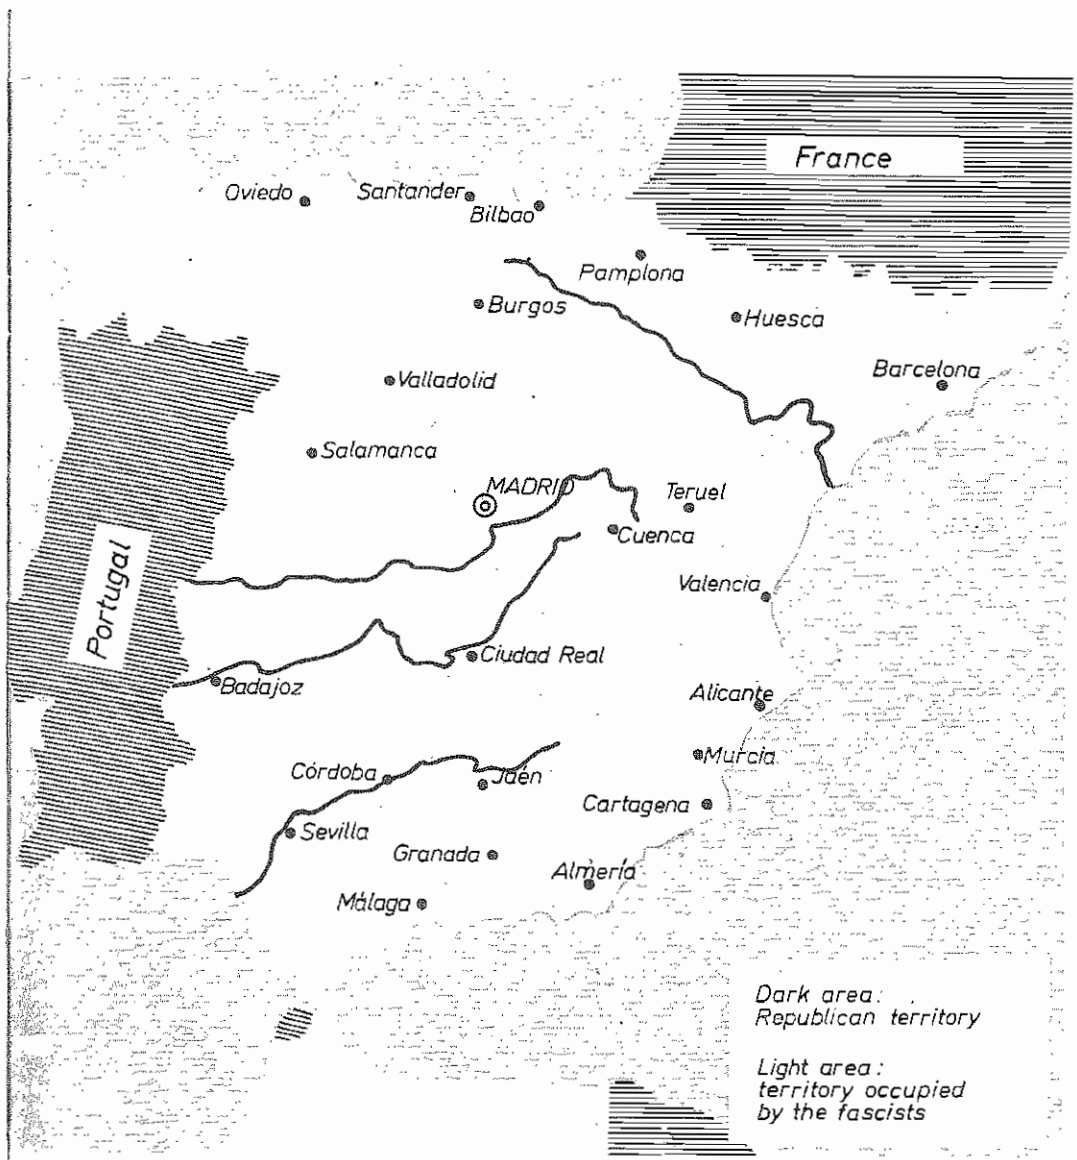 France
Oviedo
Santander
Bilbao
Pamplona
Burgos
Huesca
Barcelona
Valladolid
Salamanca
MADRID
Teruel
Cuenca
Portugal
Valencia
Ciudad Real
Badajoz
Alicante
Murcia
Córdoba
Jaén
Cartagena
Sevilla
Granada
Almería
Málaga
Dark area:
Republican territory
Light area:
territory occupied
by the fascists